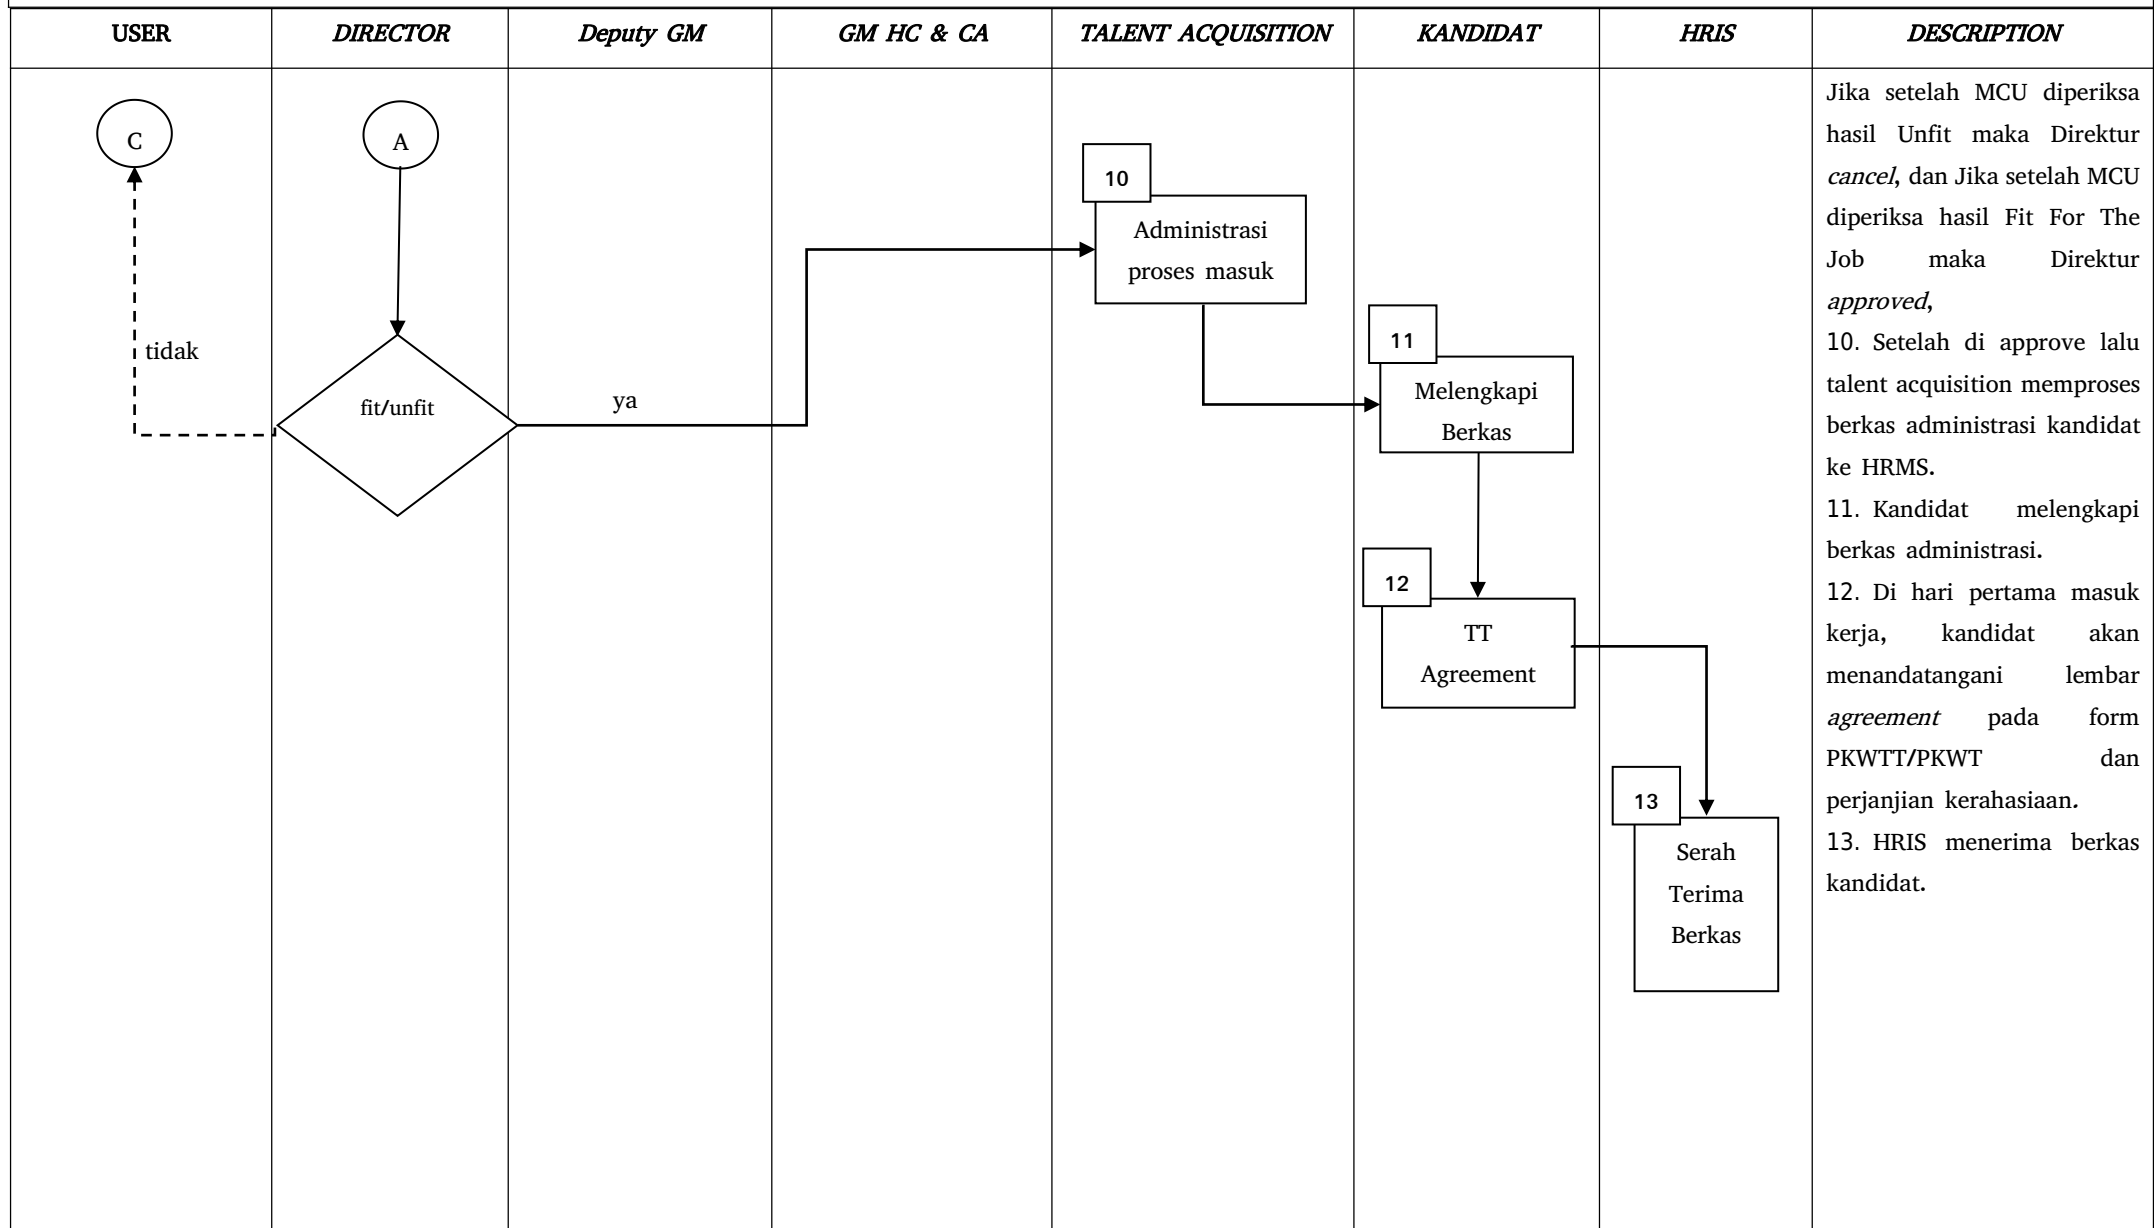 USER
DIRECTOR
Deputy GM
GM HC & CA
TALENT ACQUISITION
KANDIDAT
HRIS
DESCRIPTION
C
A
tidak
fit/unfit
ya
10
Administrasi
proses masuk
11
Melengkapi
Berkas
12
TT
Agreement
13
Serah
Terima
Berkas
Jika setelah MCU diperiksa
hasil Unfit maka Direktur
cancel, dan Jika setelah MCU
diperiksa hasil Fit For The
Job maka Direktur
approved,
10. Setelah di approve lalu
talent acquisition memproses
berkas administrasi kandidat
ke HRMS.
11. Kandidat melengkapi
berkas administrasi.
12. Di hari pertama masuk
kerja, kandidat akan
menandatangani lembar
agreement pada form
PKWTT/PKWT dan
perjanjian kerahasiaan.
13. HRIS menerima berkas
kandidat.